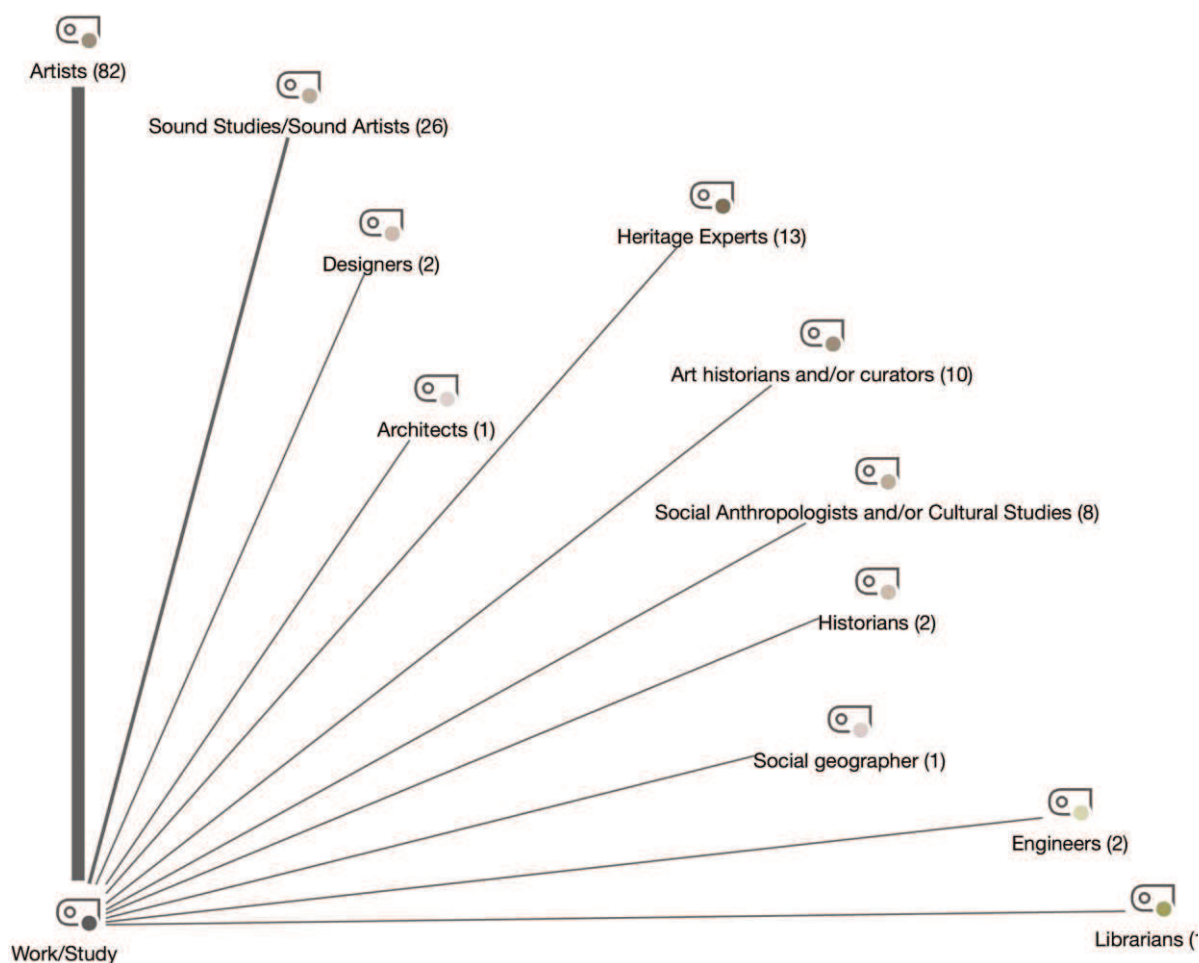 Artists (82)
Sound Studies/Sound Artists (26)
Heritage Experts (13)
Designers (2)
Art historians and/or curators (10)
Architects (1)
Social Anthropologists and/or Cultural Studies (8)
Historians (2)
Social geographer (1)
Engineers (2)
Librarians (1
Work/Study